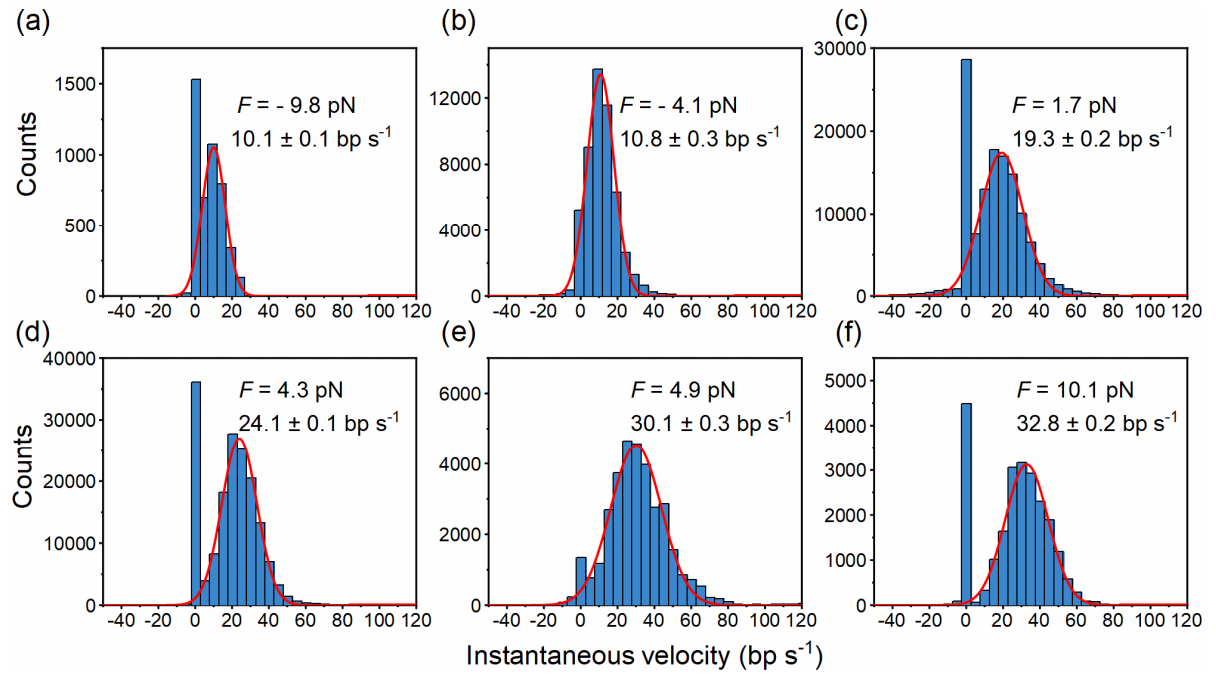 (a)
(b)
(c)
1500
1000
500
0
Counts
F = - 9.8 pN
10.1 ± 0.1 bp s-1
-40 -20 0 20 40 60 80 100 120
12000
8000
4000
0
F = - 4.1 pN
10.8 ± 0.3 bp s-1
-40 -20 0 20 40 60 80 100 120
30000
20000
10000
0
F = 1.7 pN
19.3 ± 0.2 bp s-1
-40 -20 0 20 40 60 80 100 120
(d)
(e)
(f)
40000
30000
20000
10000
0
Counts
F = 4.3 pN
24.1 ± 0.1 bp s-1
-40 -20 0 20 40 60 80 100 120
6000
4000
2000
0
F = 4.9 pN
30.1 ± 0.3 bp s-1
-40 -20 0 20 40 60 80 100 120
5000
4000
3000
2000
1000
0
F = 10.1 pN
32.8 ± 0.2 bp s-1
-40 -20 0 20 40 60 80 100 120
Instantaneous velocity (bp s-1)